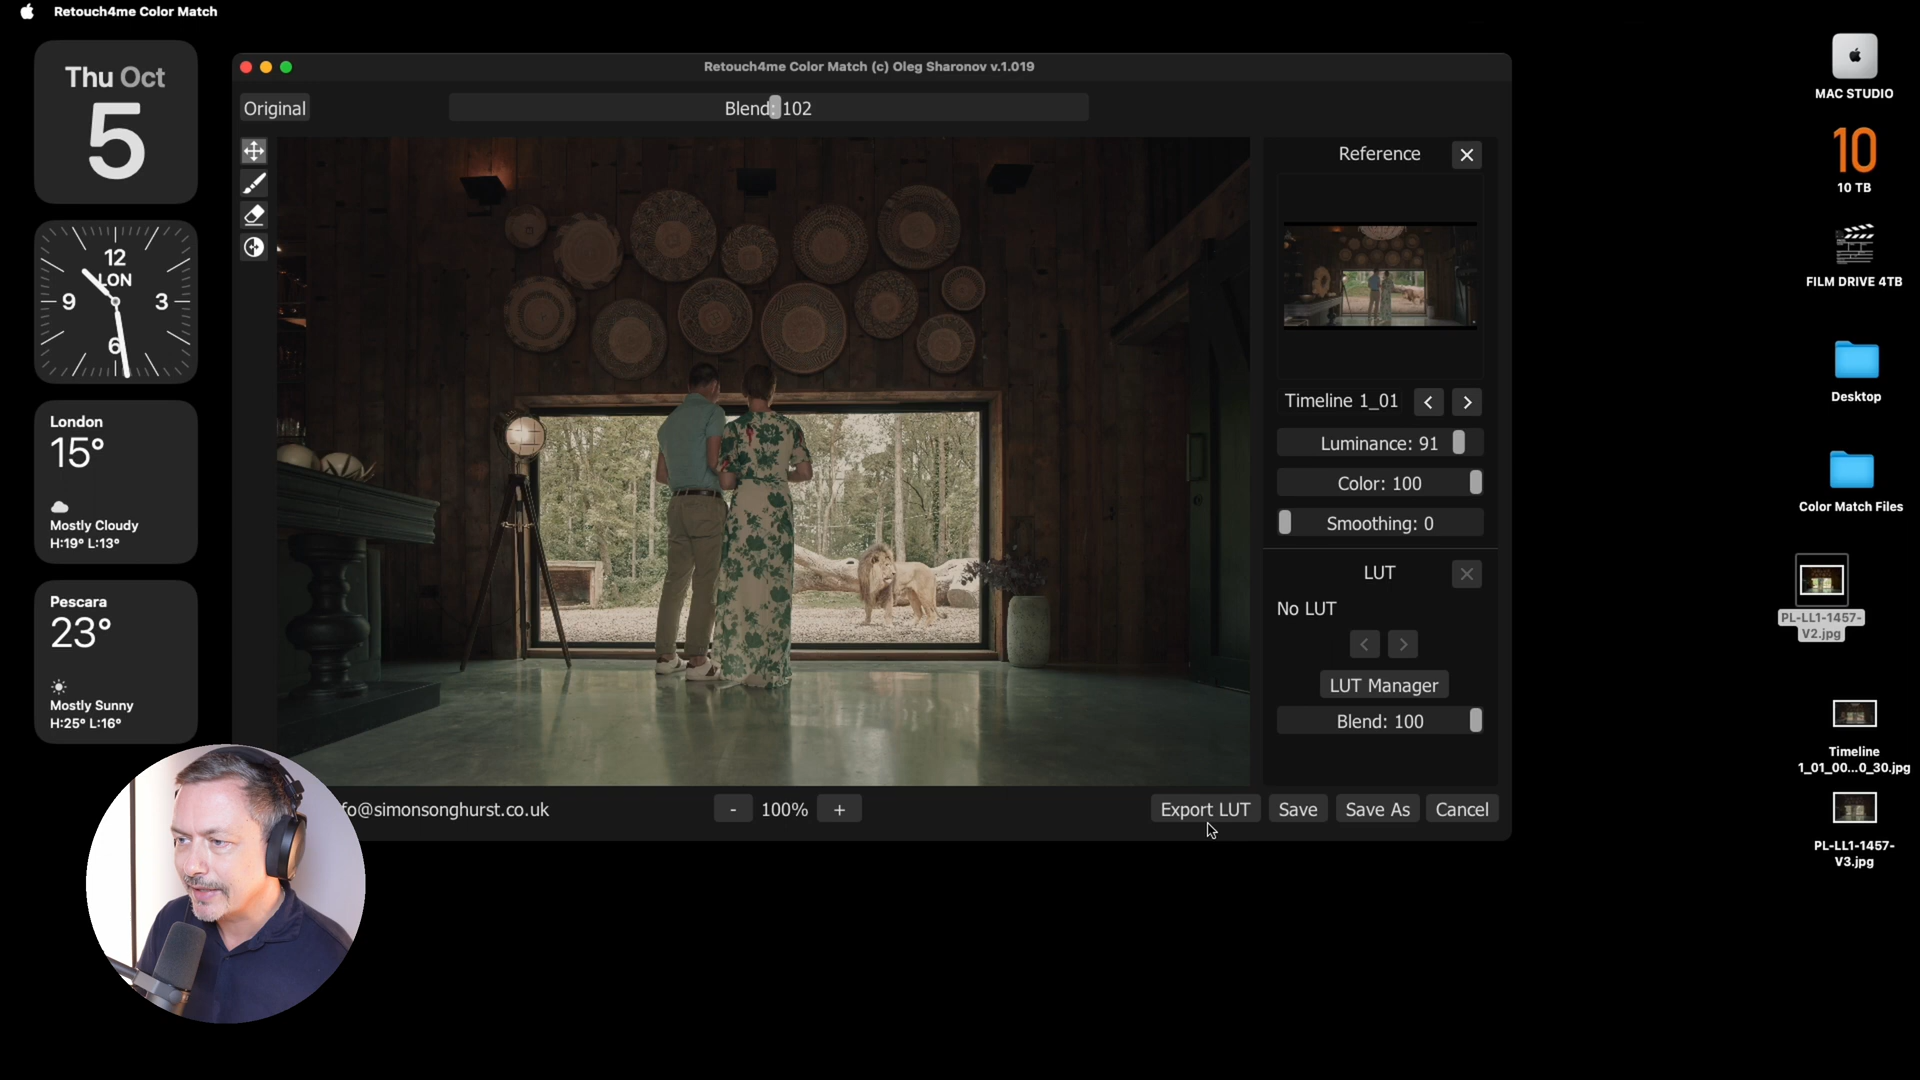 Retouch4me Color Match
Thu Oct
5
12
LON
9
3
6
London
15°
Mostly Cloudy
H:19° L:13°
Pescara
23°
Mostly Sunny
H:25° L:16°
Retouch4me Color Match (c) Oleg Sharonov v.1.019
Original
Blend: 102
Reference
Timeline 1_01
Luminance: 91
Color: 100
Smoothing: 0
LUT
No LUT
LUT Manager
Blend: 100
fo@simonsonghurst.co.uk
- 100% +
Export LUT
Save
Save As
Cancel
MAC STUDIO
10
10 TB
FILM DRIVE 4TB
Desktop
Color Match Files
PL-LL1-1457-
V2.jpg
Timeline
1_01_00...0_30.jpg
PL-LL1-1457-
V3.jpg